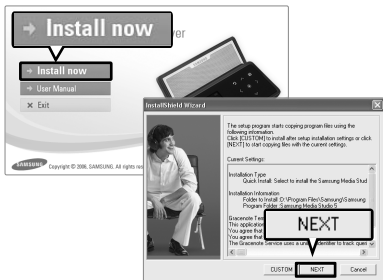 Install now
ver
Install now
User Manual
Exit
SAMSUNG Copyright © 2006, SAMSUNG. All rights res
InstallShield Wizard
The setup program starts copying program files using the
following information.
Click [CUSTOM] to install after setup installation settings or click
[NEXT] to start copying files with the current settings.
Current Settings:
Installation Type
Quick Install: Select to install the Samsung Media Stud
Installation Information
Folder to Install :D:\Program Files\Samsung\Samsung
Program Folder :Samsung Media Studio 5
Gracenote Ter
This application
You agree that
You agree that
The Gracenote Service uses a unique identifier to track queri
NEXT
CUSTOM NEXT Cancel